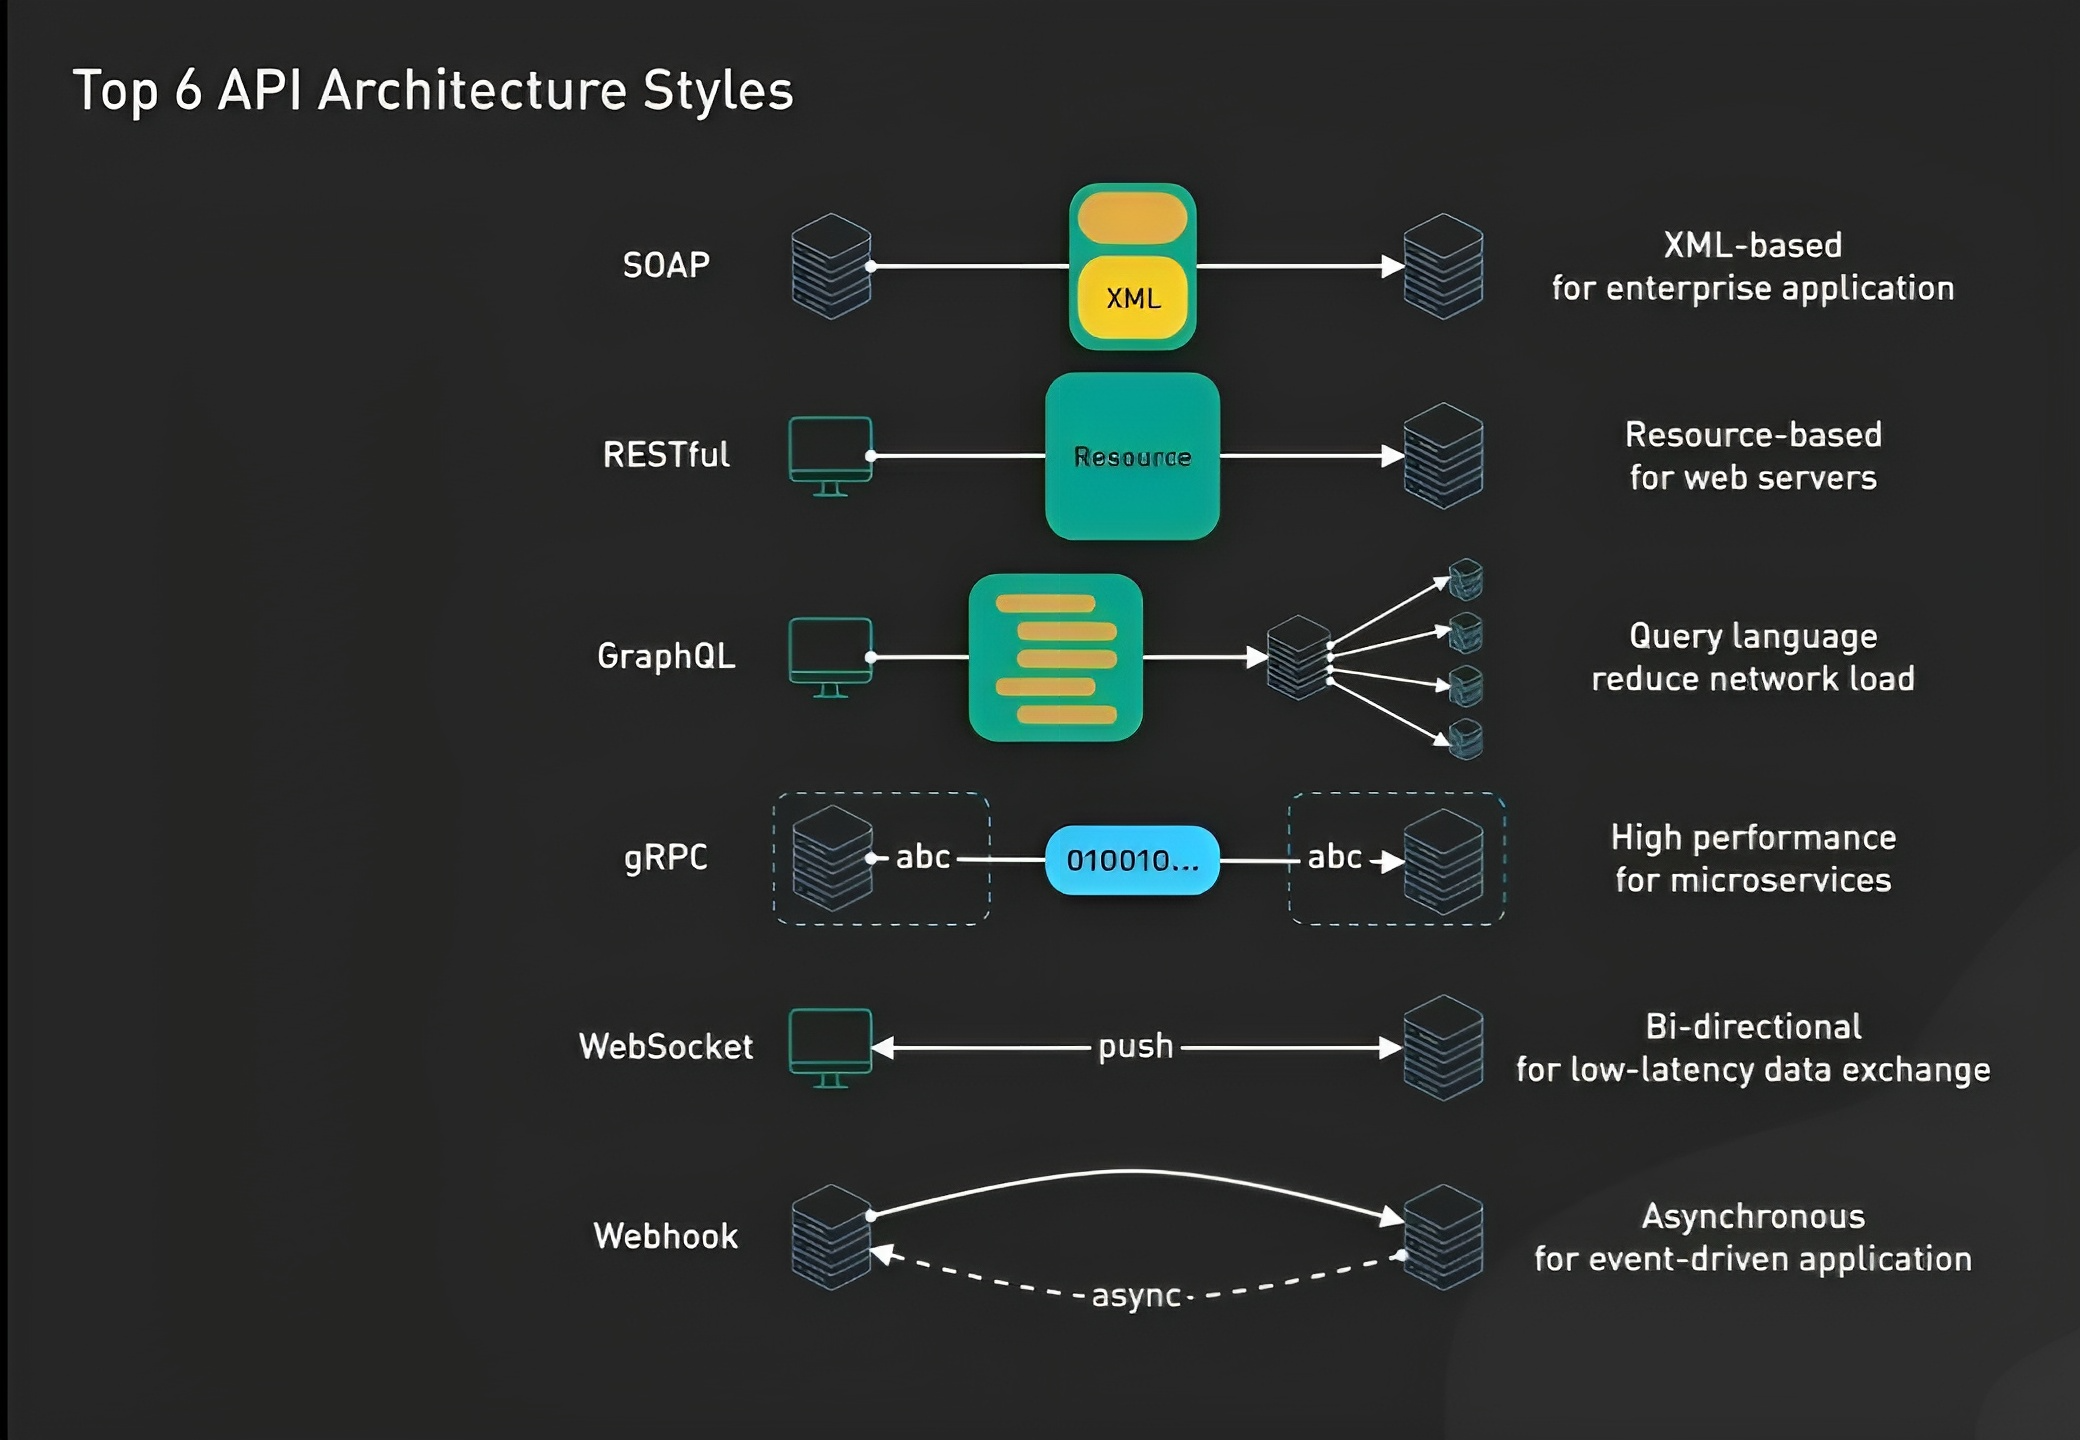 Top 6 API Architecture Styles
SOAP
XML
XML-based
for enterprise application
RESTful
Resource
Resource-based
for web servers
GraphQL
Query language
reduce network load
gRPC
abc
010010...
abc
High performance
for microservices
WebSocket
push
Bi-directional
for low-latency data exchange
Webhook
async
Asynchronous
for event-driven application